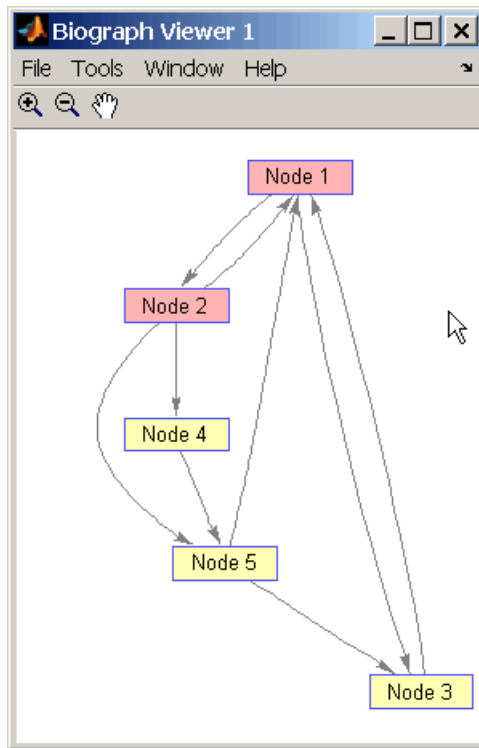 Biograph Viewer 1
File Tools Window Help
Node 1
Node 2
Node 4
Node 5
Node 3